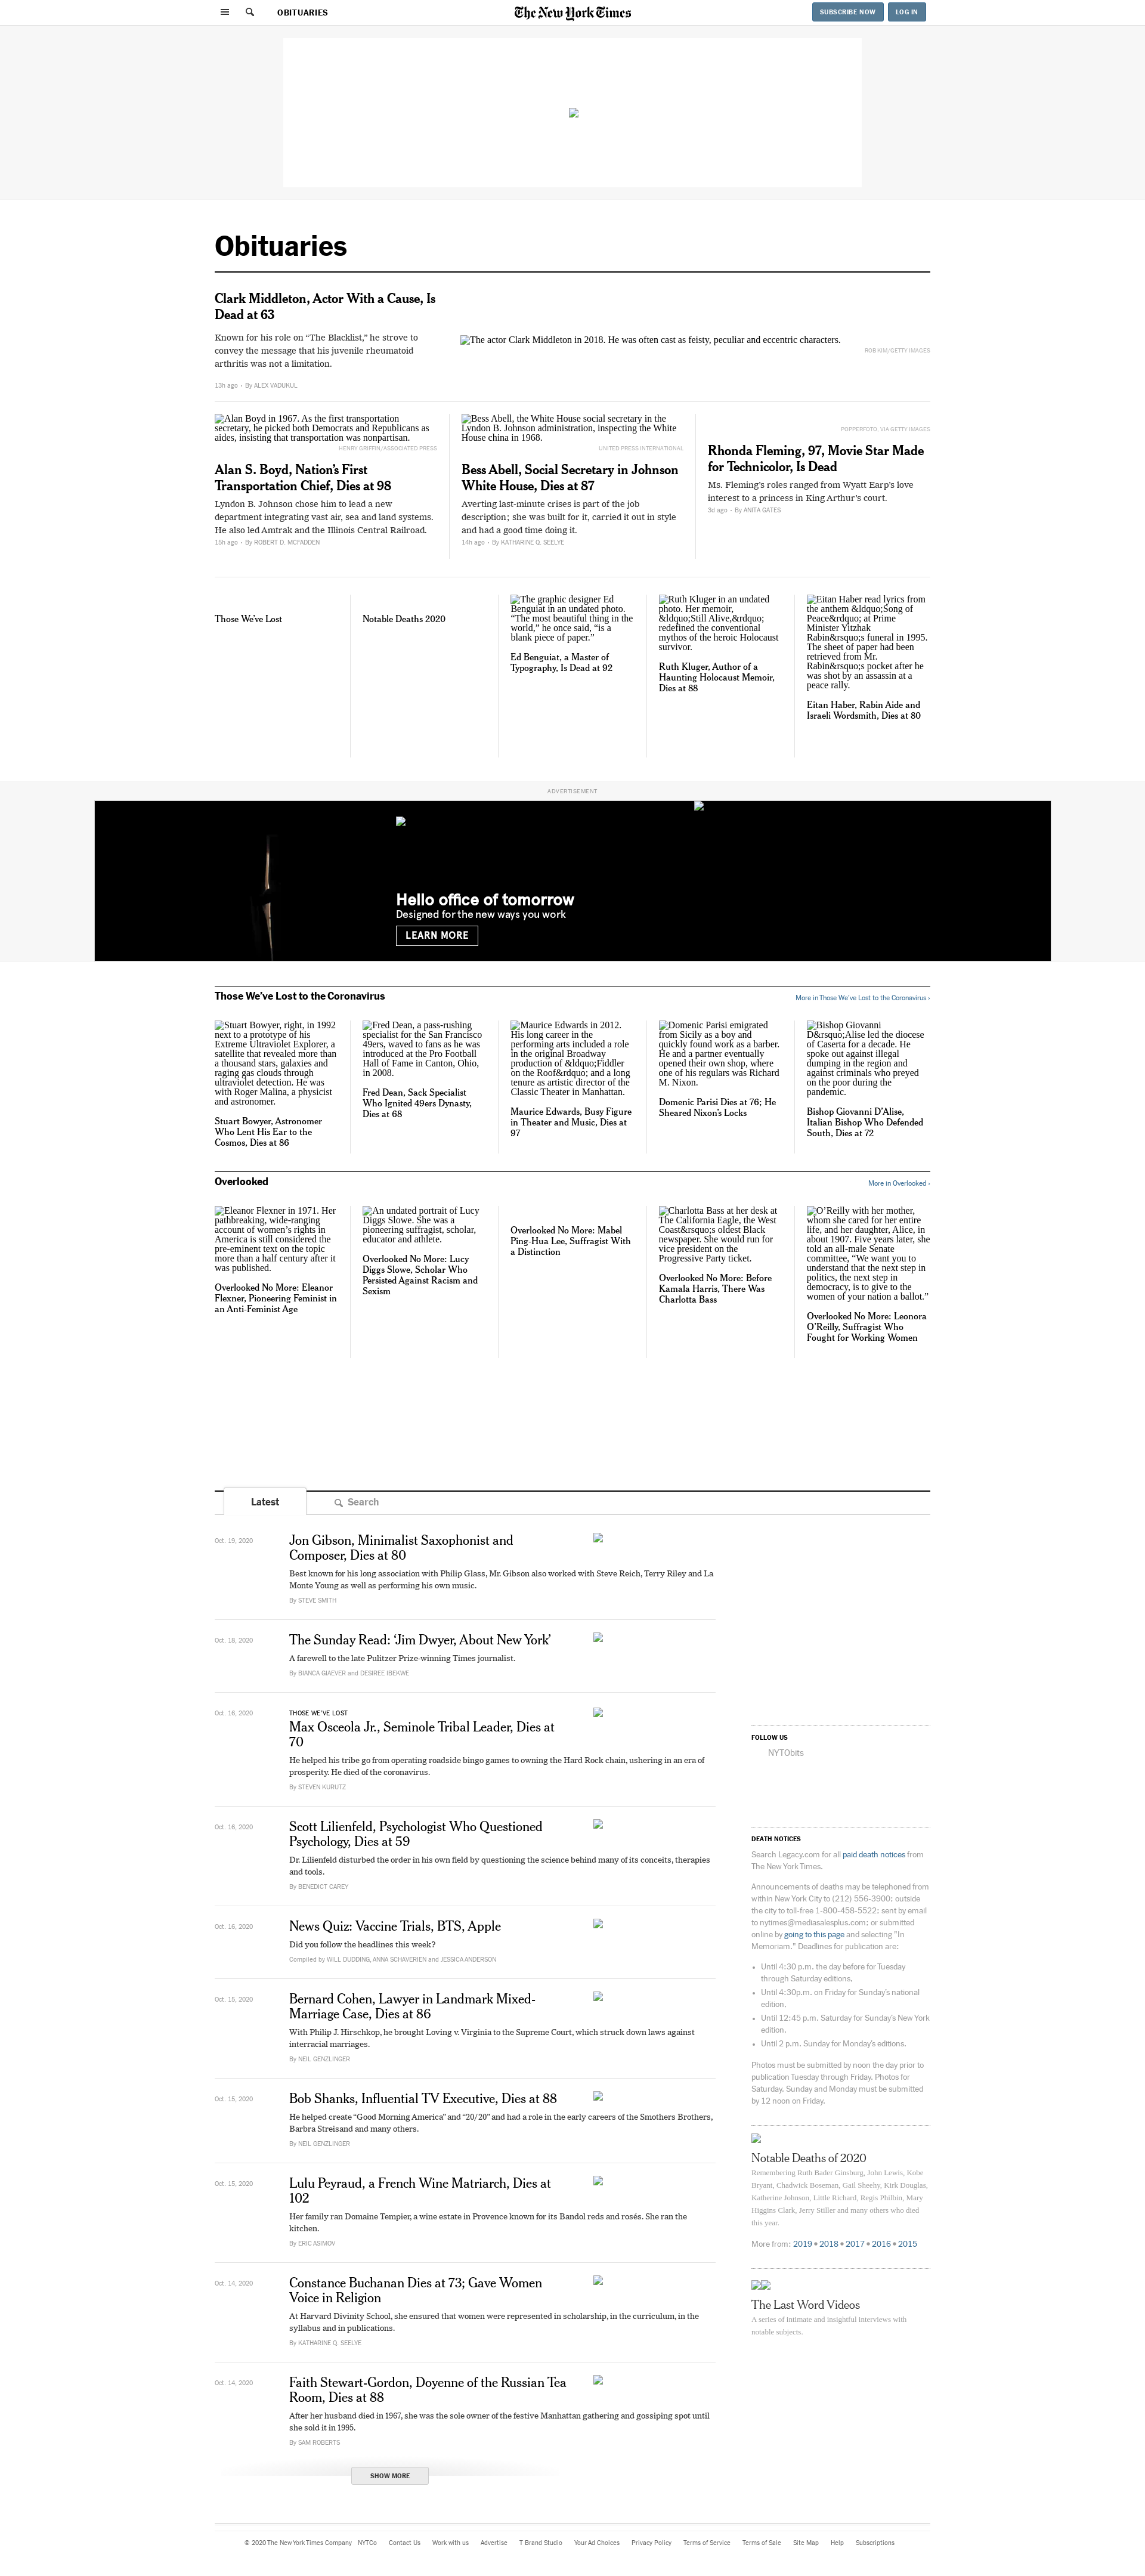 OBITUARIES
The New York Times
SUBSCRIBE NOW
LOG IN
Obituaries
Clark Middleton, Actor With a Cause, Is
Dead at 63
Known for his role on “The Blacklist,” he strove to
convey the message that his juvenile rheumatoid
arthritis was not a limitation.
13h ago • By ALEX VADUKUL
The actor Clark Middleton in 2018. He was often cast as feisty, peculiar and eccentric characters.
ROB KIM/GETTY IMAGES
Alan Boyd in 1967. As the first transportation
secretary, he picked both Democrats and Republicans as
aides, insisting that transportation was nonpartisan.
HENRY GRIFFIN/ASSOCIATED PRESS
Alan S. Boyd, Nation’s First
Transportation Chief, Dies at 98
Lyndon B. Johnson chose him to lead a new
department integrating vast air, sea and land systems.
He also led Amtrak and the Illinois Central Railroad.
15h ago • By ROBERT D. MCFADDEN
Bess Abell, the White House social secretary in the
Lyndon B. Johnson administration, inspecting the White
House china in 1968.
UNITED PRESS INTERNATIONAL
Bess Abell, Social Secretary in Johnson
White House, Dies at 87
Averting last-minute crises is part of the job
description; she was built for it, carried it out in style
and had a good time doing it.
14h ago • By KATHARINE Q. SEELYE
POPPERFOTO, VIA GETTY IMAGES
Rhonda Fleming, 97, Movie Star Made
for Technicolor, Is Dead
Ms. Fleming’s roles ranged from Wyatt Earp’s love
interest to a princess in King Arthur’s court.
3d ago • By ANITA GATES
Those We’ve Lost
Notable Deaths 2020
The graphic designer Ed
Benguiat in an undated photo.
“The most beautiful thing in the
world,” he once said, “is a
blank piece of paper.”
Ed Benguiat, a Master of
Typography, Is Dead at 92
Ruth Kluger in an undated
photo. Her memoir,
&ldquo;Still Alive,&rdquo;
redefined the conventional
mythos of the heroic Holocaust
survivor.
Ruth Kluger, Author of a
Haunting Holocaust Memoir,
Dies at 88
Eitan Haber read lyrics from
the anthem &ldquo;Song of
Peace&rdquo; at Prime
Minister Yitzhak
Rabin&rsquo;s funeral in 1995.
The sheet of paper had been
retrieved from Mr.
Rabin&rsquo;s pocket after he
was shot by an assassin at a
peace rally.
Eitan Haber, Rabin Aide and
Israeli Wordsmith, Dies at 80
ADVERTISEMENT
Hello office of tomorrow
Designed for the new ways you work
LEARN MORE
Those We’ve Lost to the Coronavirus
More in Those We’ve Lost to the Coronavirus ›
Stuart Bowyer, right, in 1992
next to a prototype of his
Extreme Ultraviolet Explorer, a
satellite that revealed more than
a thousand stars, galaxies and
raging gas clouds through
ultraviolet detection. He was
with Roger Malina, a physicist
and astronomer.
Stuart Bowyer, Astronomer
Who Lent His Ear to the
Cosmos, Dies at 86
Fred Dean, a pass-rushing
specialist for the San Francisco
49ers, waved to fans as he was
introduced at the Pro Football
Hall of Fame in Canton, Ohio,
in 2008.
Fred Dean, Sack Specialist
Who Ignited 49ers Dynasty,
Dies at 68
Maurice Edwards in 2012.
His long career in the
performing arts included a role
in the original Broadway
production of &ldquo;Fiddler
on the Roof&rdquo; and a long
tenure as artistic director of the
Classic Theater in Manhattan.
Maurice Edwards, Busy Figure
in Theater and Music, Dies at
97
Domenic Parisi emigrated
from Sicily as a boy and
quickly found work as a barber.
He and a partner eventually
opened their own shop, where
one of his regulars was Richard
M. Nixon.
Domenic Parisi Dies at 76; He
Sheared Nixon’s Locks
Bishop Giovanni
D&rsquo;Alise led the diocese
of Caserta for a decade. He
spoke out against illegal
dumping in the region and
against criminals who preyed
on the poor during the
pandemic.
Bishop Giovanni D’Alise,
Italian Bishop Who Defended
South, Dies at 72
Overlooked
More in Overlooked ›
Eleanor Flexner in 1971. Her
pathbreaking, wide-ranging
account of women’s rights in
America is still considered the
pre-eminent text on the topic
more than a half century after it
was published.
Overlooked No More: Eleanor
Flexner, Pioneering Feminist in
an Anti-Feminist Age
An undated portrait of Lucy
Diggs Slowe. She was a
pioneering suffragist, scholar,
educator and athlete.
Overlooked No More: Lucy
Diggs Slowe, Scholar Who
Persisted Against Racism and
Sexism
Overlooked No More: Mabel
Ping-Hua Lee, Suffragist With
a Distinction
Charlotta Bass at her desk at
The California Eagle, the West
Coast&rsquo;s oldest Black
newspaper. She would run for
vice president on the
Progressive Party ticket.
Overlooked No More: Before
Kamala Harris, There Was
Charlotta Bass
O’Reilly with her mother,
whom she cared for her entire
life, and her daughter, Alice, in
about 1907. Five years later, she
told an all-male Senate
committee, “We want you to
understand that the next step in
politics, the next step in
democracy, is to give to the
women of your nation a ballot.”
Overlooked No More: Leonora
O’Reilly, Suffragist Who
Fought for Working Women
Latest
Search
Oct. 19, 2020
Jon Gibson, Minimalist Saxophonist and
Composer, Dies at 80
Best known for his long association with Philip Glass, Mr. Gibson also worked with Steve Reich, Terry Riley and La
Monte Young as well as performing his own music.
By STEVE SMITH
Oct. 18, 2020
The Sunday Read: ‘Jim Dwyer, About New York’
A farewell to the late Pulitzer Prize-winning Times journalist.
By BIANCA GIAEVER and DESIREE IBEKWE
Oct. 16, 2020
THOSE WE’VE LOST
Max Osceola Jr., Seminole Tribal Leader, Dies at
70
He helped his tribe go from operating roadside bingo games to owning the Hard Rock chain, ushering in an era of
prosperity. He died of the coronavirus.
By STEVEN KURUTZ
Oct. 16, 2020
Scott Lilienfeld, Psychologist Who Questioned
Psychology, Dies at 59
Dr. Lilienfeld disturbed the order in his own field by questioning the science behind many of its conceits, therapies
and tools.
By BENEDICT CAREY
Oct. 16, 2020
News Quiz: Vaccine Trials, BTS, Apple
Did you follow the headlines this week?
Compiled by WILL DUDDING, ANNA SCHAVERIEN and JESSICA ANDERSON
Oct. 15, 2020
Bernard Cohen, Lawyer in Landmark Mixed-
Marriage Case, Dies at 86
With Philip J. Hirschkop, he brought Loving v. Virginia to the Supreme Court, which struck down laws against
interracial marriages.
By NEIL GENZLINGER
Oct. 15, 2020
Bob Shanks, Influential TV Executive, Dies at 88
He helped create “Good Morning America” and “20/20” and had a role in the early careers of the Smothers Brothers,
Barbra Streisand and many others.
By NEIL GENZLINGER
Oct. 15, 2020
Lulu Peyraud, a French Wine Matriarch, Dies at
102
Her family ran Domaine Tempier, a wine estate in Provence known for its Bandol reds and rosés. She ran the
kitchen.
By ERIC ASIMOV
Oct. 14, 2020
Constance Buchanan Dies at 73; Gave Women
Voice in Religion
At Harvard Divinity School, she ensured that women were represented in scholarship, in the curriculum, in the
syllabus and in publications.
By KATHARINE Q. SEELYE
Oct. 14, 2020
Faith Stewart-Gordon, Doyenne of the Russian Tea
Room, Dies at 88
After her husband died in 1967, she was the sole owner of the festive Manhattan gathering and gossiping spot until
she sold it in 1995.
By SAM ROBERTS
SHOW MORE
FOLLOW US
NYTObits
DEATH NOTICES
Search Legacy.com for all paid death notices from
The New York Times.
Announcements of deaths may be telephoned from
within New York City to (212) 556-3900; outside
the city to toll-free 1-800-458-5522; sent by email
to nytimes@mediasalesplus.com; or submitted
online by going to this page and selecting "In
Memoriam." Deadlines for publication are:
• Until 4:30 p.m. the day before for Tuesday
through Saturday editions.
• Until 4:30p.m. on Friday for Sunday’s national
edition.
• Until 12:45 p.m. Saturday for Sunday’s New York
edition.
• Until 2 p.m. Sunday for Monday’s editions.
Photos must be submitted by noon the day prior to
publication Tuesday through Friday. Photos for
Saturday, Sunday and Monday must be submitted
by 12 noon on Friday.
Notable Deaths of 2020
Remembering Ruth Bader Ginsburg, John Lewis, Kobe
Bryant, Chadwick Boseman, Gail Sheehy, Kirk Douglas,
Katherine Johnson, Little Richard, Regis Philbin, Mary
Higgins Clark, Jerry Stiller and many others who died
this year.
More from: 2019 • 2018 • 2017 • 2016 • 2015
The Last Word Videos
A series of intimate and insightful interviews with
notable subjects.
© 2020 The New York Times Company NYTCo Contact Us Work with us Advertise T Brand Studio Your Ad Choices Privacy Policy Terms of Service Terms of Sale Site Map Help Subscriptions